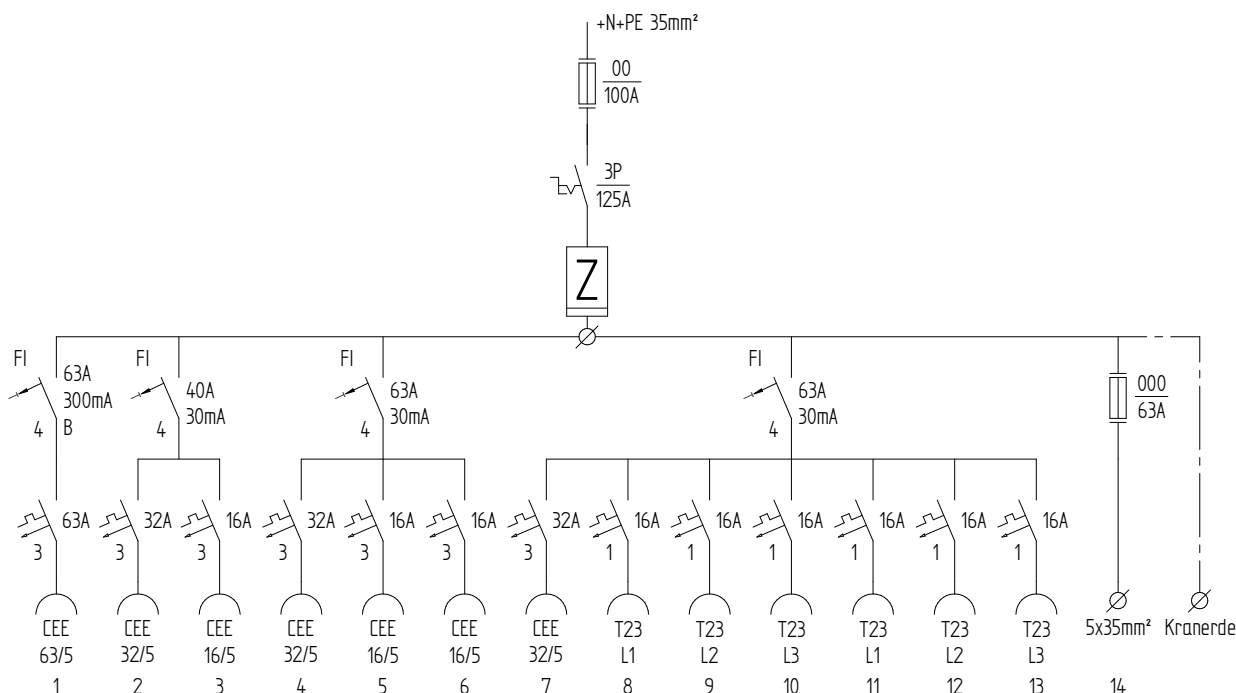 +N+PE 35mm²
00
100A
3P
125A
Z
FI
63A
300mA
4 B
FI
40A
30mA
4
FI
63A
30mA
4
FI
63A
30mA
4
000
63A
63A 32A 16A 32A 16A 16A 32A 16A 16A 16A 16A 16A 16A
3 3 3 3 3 3 3 1 1 1 1 1 1
CEE CEE CEE CEE CEE CEE CEE T23 T23 T23 T23 T23 T23 5x35mm² Kranerde
63/5 32/5 16/5 32/5 16/5 16/5 32/5 L1 L2 L3 L1 L2 L3
1 2 3 4 5 6 7 8 9 10 11 12 13 14